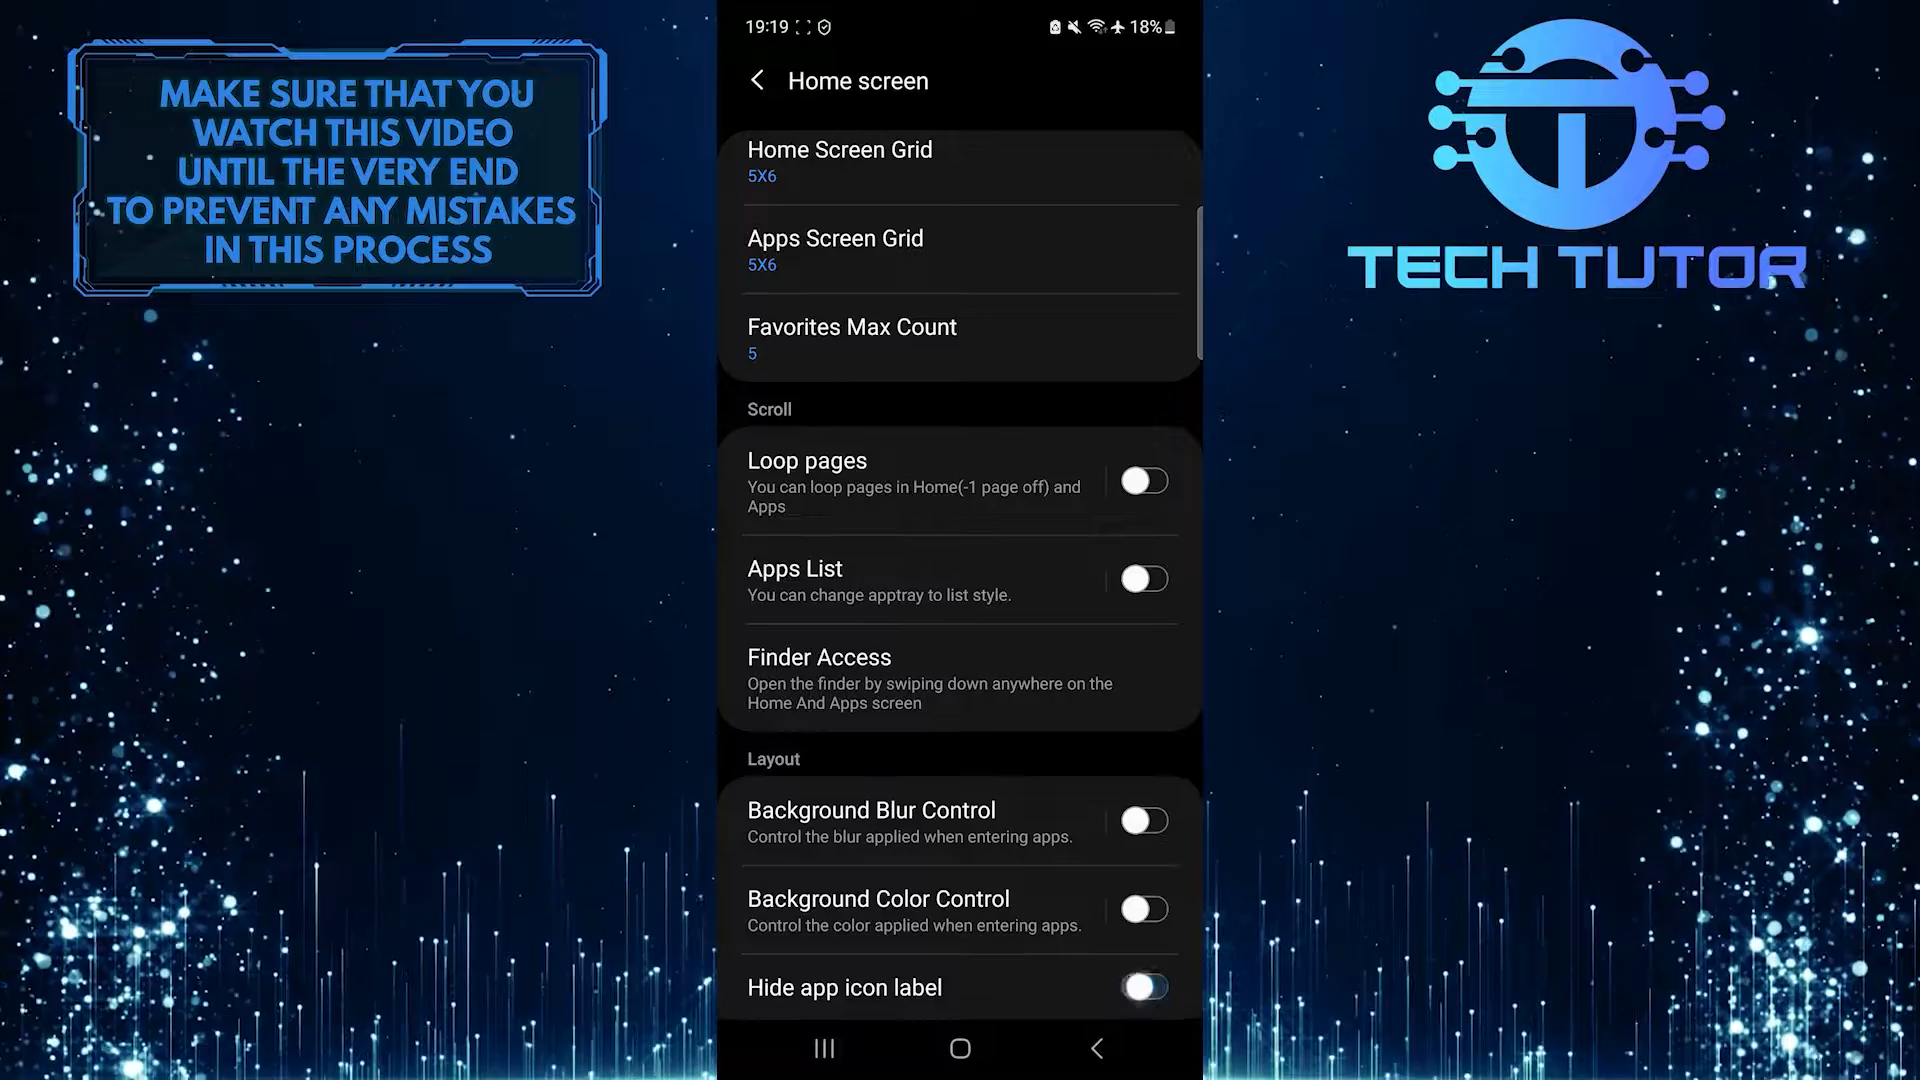 MAKE SURE THAT YOU
WATCH THIS VIDEO
UNTIL THE VERY END
TO PREVENT ANY MISTAKES
IN THIS PROCESS
19:19
18%
Home screen
Home Screen Grid
5X6
Apps Screen Grid
5X6
Favorites Max Count
5
Scroll
Loop pages
You can loop pages in Home(-1 page off) and
Apps
Apps List
You can change apptray to list style.
Finder Access
Open the finder by swiping down anywhere on the
Home And Apps screen
Layout
Background Blur Control
Control the blur applied when entering apps.
Background Color Control
Control the color applied when entering apps.
Hide app icon label
TECH TUTOR